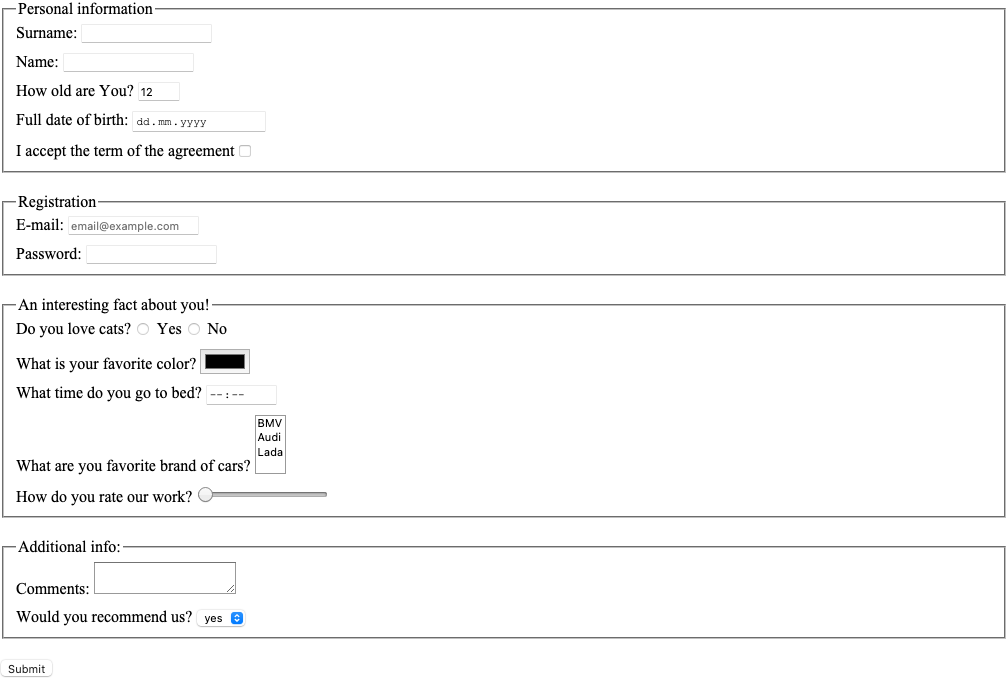 Personal information
Surname:
Name:
How old are You? 12
Full date of birth: dd.mm.yyyy
I accept the term of the agreement
Registration
E-mail: email@example.com
Password:
An interesting fact about you!
Do you love cats? Yes No
What is your favorite color?
What time do you go to bed? --:--
BMV
Audi
Lada
What are you favorite brand of cars?
How do you rate our work?
Additional info:
Comments:
Would you recommend us? yes
Submit